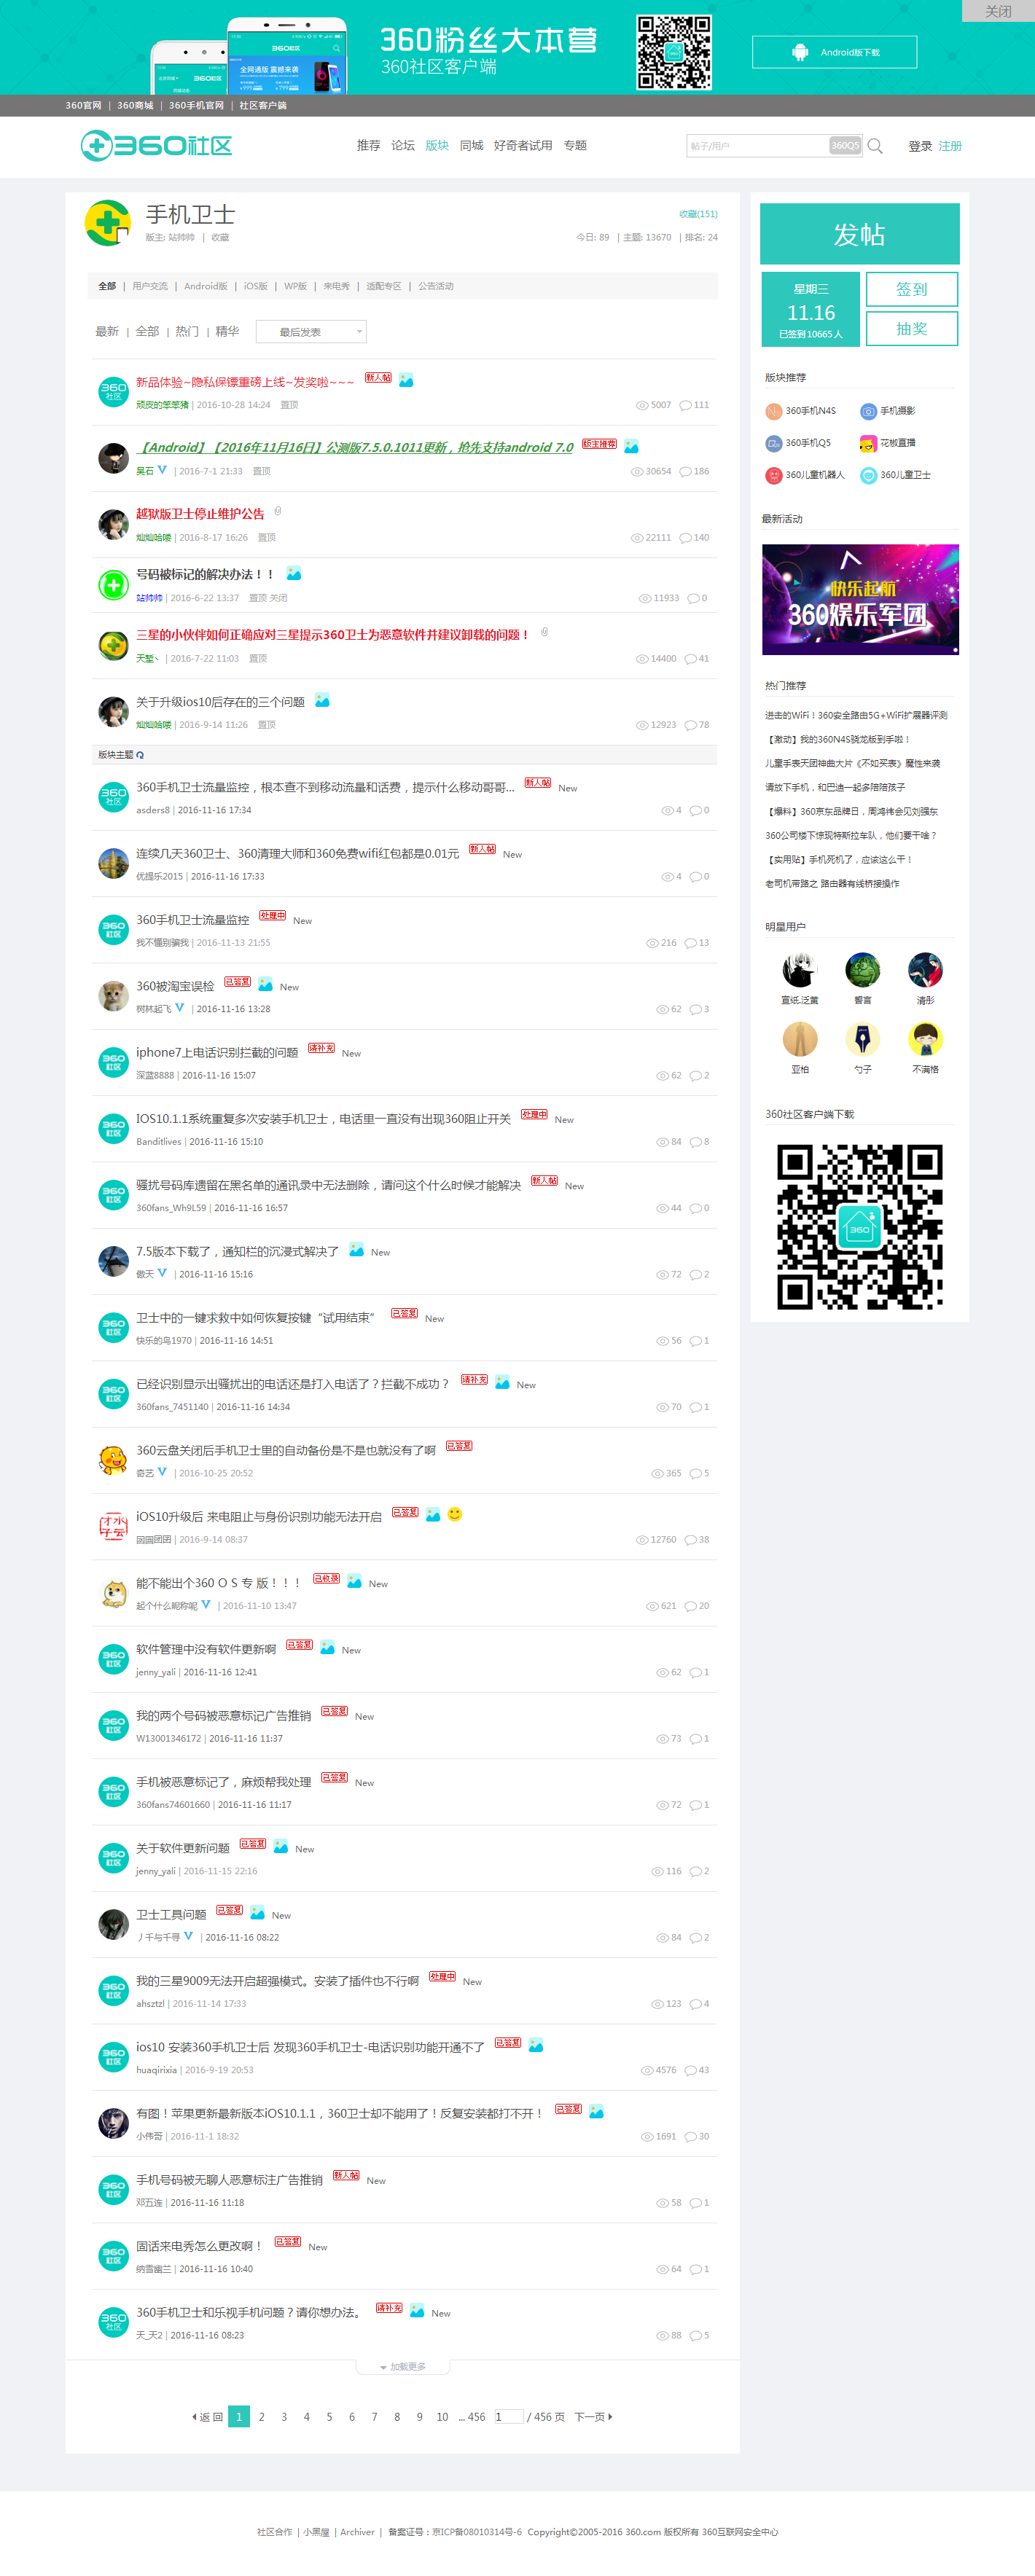 关闭
360粉丝大本营
360社区客户端
Android版下载
360官网 | 360商城 | 360手机官网 | 社区客户端
360社区
推荐 论坛 版块 同城 好奇者试用 专题
帖子/用户 360Q5
登录 注册
手机卫士
收藏(151)
版主: 站帅帅 | 收藏
今日: 89 | 主题: 13670 | 排名: 24
全部 | 用户交流 | Android版 | iOS版 | WP版 | 来电秀 | 适配专区 | 公告活动
最新 | 全部 | 热门 | 精华 最后发表
新品体验~隐私保镖重磅上线~发奖啦~~~ 新人帖
顽皮的笨笨猪 | 2016-10-28 14:24 置顶 5007 111
【Android】【2016年11月16日】公测版7.5.0.1011更新，抢先支持android 7.0 版主推荐
吴石 V | 2016-7-1 21:33 置顶 30654 186
越狱版卫士停止维护公告
灿灿哈喽 | 2016-8-17 16:26 置顶 22111 140
号码被标记的解决办法！！
站帅帅 | 2016-6-22 13:37 置顶 关闭 11933 0
三星的小伙伴如何正确应对三星提示360卫士为恶意软件并建议卸载的问题！
天堑丶 | 2016-7-22 11:03 置顶 14400 41
关于升级ios10后存在的三个问题
灿灿哈喽 | 2016-9-14 11:26 置顶 12923 78
版块主题
360手机卫士流量监控，根本查不到移动流量和话费，提示什么移动哥哥... 新人帖 New
asders8 | 2016-11-16 17:34 4 0
连续几天360卫士、360清理大师和360免费wifi红包都是0.01元 新人帖 New
优提乐2015 | 2016-11-16 17:33 4 0
360手机卫士流量监控 处理中 New
我不懂别骗我 | 2016-11-13 21:55 216 13
360被淘宝误检 已答复 New
树林起飞 V | 2016-11-16 13:28 62 3
iphone7上电话识别拦截的问题 请补充 New
深蓝8888 | 2016-11-16 15:07 62 2
IOS10.1.1系统重复多次安装手机卫士，电话里一直没有出现360阻止开关 处理中 New
Banditlives | 2016-11-16 15:10 84 8
骚扰号码库遗留在黑名单的通讯录中无法删除，请问这个什么时候才能解决 新人帖 New
360fans_Wh9L59 | 2016-11-16 16:57 44 0
7.5版本下载了，通知栏的沉浸式解决了 New
傲天 V | 2016-11-16 15:16 72 2
卫士中的一键求救中如何恢复按键“试用结束” 已答复 New
快乐的鸟1970 | 2016-11-16 14:51 56 1
已经识别显示出骚扰出的电话还是打入电话了？拦截不成功？ 请补充 New
360fans_7451140 | 2016-11-16 14:34 70 1
360云盘关闭后手机卫士里的自动备份是不是也就没有了啊 已答复
奇艺 V | 2016-10-25 20:52 365 5
iOS10升级后 来电阻止与身份识别功能无法开启 已答复
囧囧团团 | 2016-9-14 08:37 12760 38
能不能出个360 O S 专 版！！！ 已收录 New
起个什么昵称呢 V | 2016-11-10 13:47 621 20
软件管理中没有软件更新啊 已答复 New
jenny_yali | 2016-11-16 12:41 62 1
我的两个号码被恶意标记广告推销 已答复 New
W13001346172 | 2016-11-16 11:37 73 1
手机被恶意标记了，麻烦帮我处理 已答复 New
360fans74601660 | 2016-11-16 11:17 72 1
关于软件更新问题 已答复 New
jenny_yali | 2016-11-15 22:16 116 2
卫士工具问题 已答复 New
丿千与千寻 V | 2016-11-16 08:22 84 2
我的三星9009无法开启超强模式。安装了插件也不行啊 处理中 New
ahsztzl | 2016-11-14 17:33 123 4
ios10 安装360手机卫士后 发现360手机卫士-电话识别功能开通不了 已答复
huaqirixia | 2016-9-19 20:53 4576 43
有图！苹果更新最新版本iOS10.1.1，360卫士却不能用了！反复安装都打不开！ 已答复
小伟哥 | 2016-11-1 18:32 1691 30
手机号码被无聊人恶意标注广告推销 新人帖 New
邓五连 | 2016-11-16 11:18 58 1
固话来电秀怎么更改啊！ 已答复 New
纳雪幽兰 | 2016-11-16 10:40 64 1
360手机卫士和乐视手机问题？请你想办法。 请补充 New
天_天2 | 2016-11-16 08:23 88 5
加载更多
返 回 1 2 3 4 5 6 7 8 9 10 ... 456 1 / 456 页 下一页
发帖
星期三
11.16
已签到10665人
签到
抽奖
版块推荐
360手机N4S 手机摄影
360手机Q5 花椒直播
360儿童机器人 360儿童卫士
最新活动
快乐起航
360娱乐军团
热门推荐
进击的WiFi！360安全路由5G+WiFi扩展器评测
【激动】我的360N4S骁龙版到手啦！
儿童手表天团神曲大片《不如买表》魔性来袭
请放下手机，和巴迪一起多陪陪孩子
【爆料】360京东品牌日，周鸿祎会见刘强东
360公司楼下惊现特斯拉车队，他们要干啥？
【实用贴】手机死机了，应该这么干！
老司机带路之 路由器有线桥接操作
明星用户
宣纸.泛黄 誓言 清彤
亚柏 勺子 不满格
360社区客户端下载
360
社区合作 | 小黑屋 | Archiver | 备案证号：京ICP备08010314号-6 Copyright©2005-2016 360.com 版权所有 360互联网安全中心